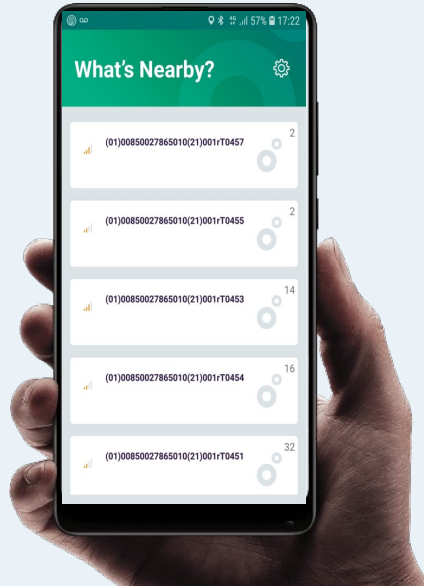 57% 17:22
What's Nearby?
2
(01)00850027865010(21)001rT0457
2
(01)00850027865010(21)001rT0455
14
(01)00850027865010(21)001rT0453
16
(01)00850027865010(21)001rT0454
32
(01)00850027865010(21)001rT0451